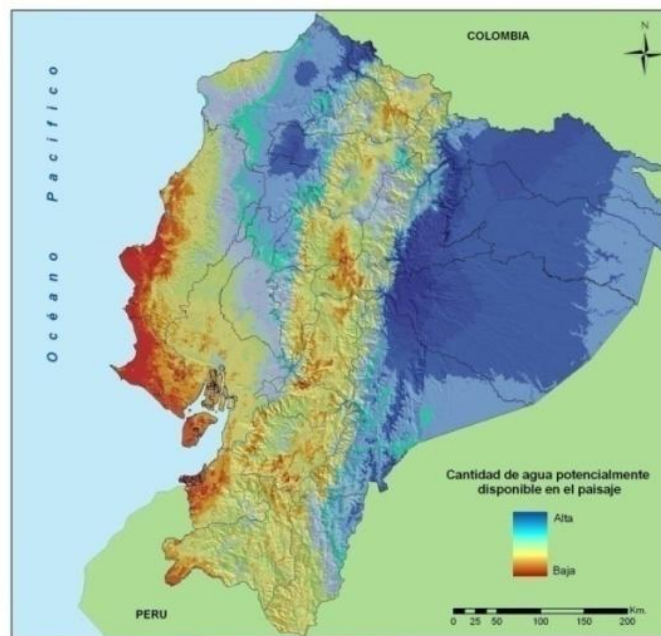 COLOMBIA
N
Océano Pacífico
Cantidad de agua potencialmente
disponible en el paisaje
Alta
Baja
Km.
0 25 50 100 150 200
PERU